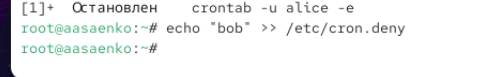 [1]+  Остановлен    crontab -u alice -e
root@aasaenko:~# echo "bob" >> /etc/cron.deny
root@aasaenko:~#